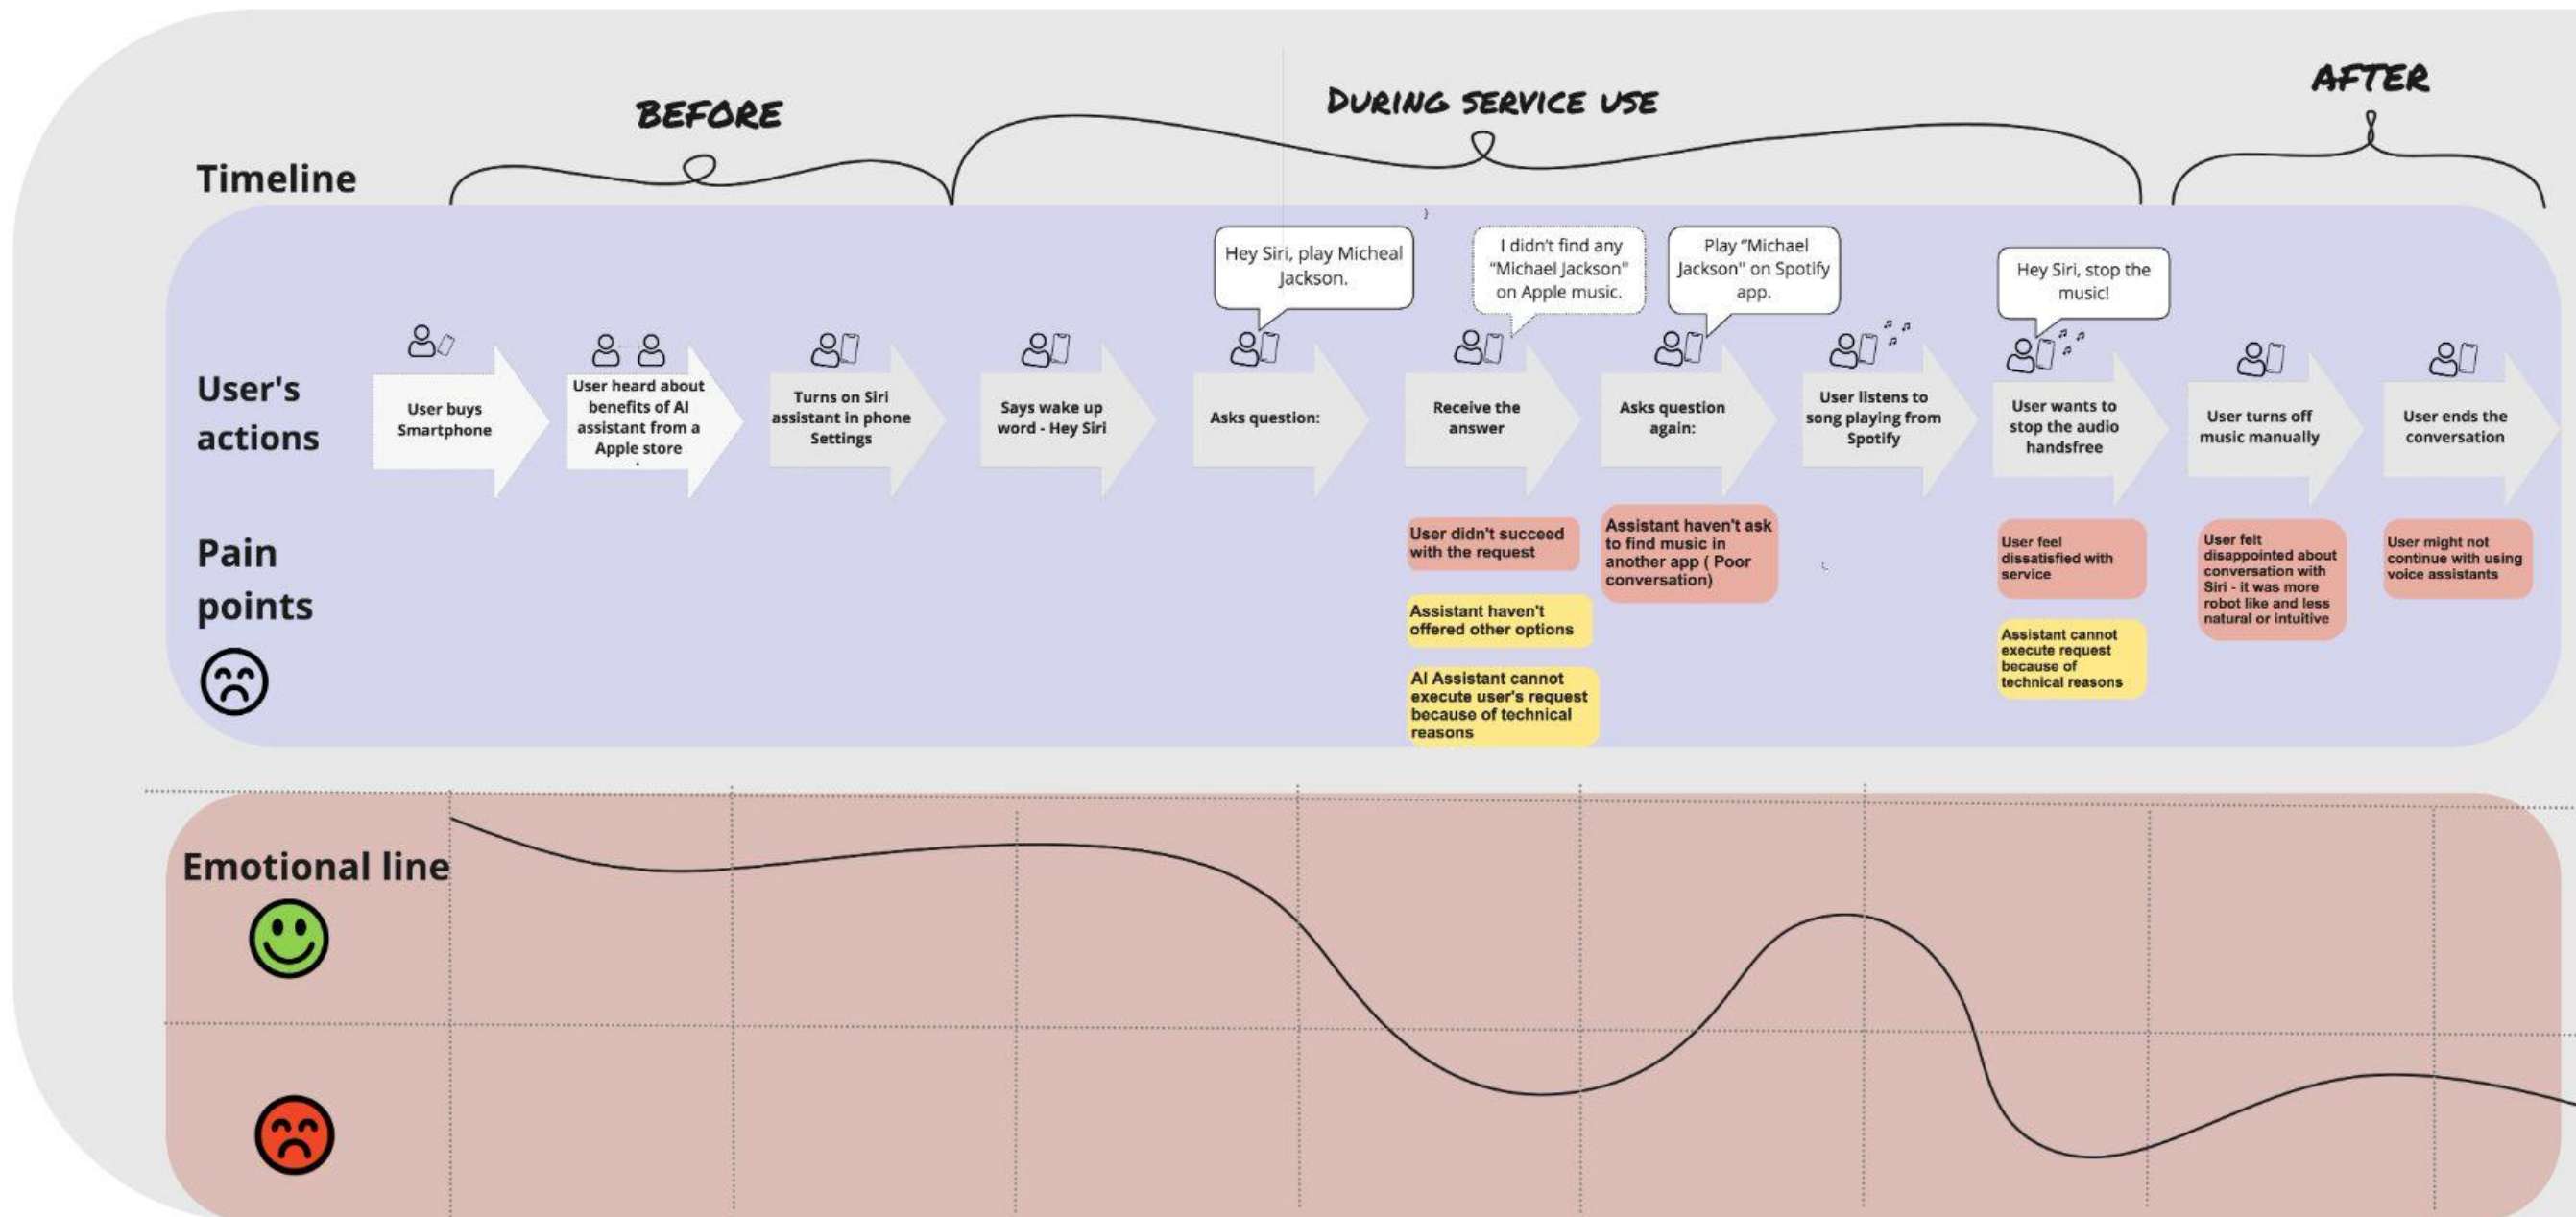 BEFORE
DURING SERVICE USE
AFTER
Timeline
Hey Siri, play Micheal
Jackson.
I didn't find any
"Michael Jackson"
on Apple music.
Play “Michael
Jackson" on Spotify
app.
Hey Siri, stop the
music!
User's
actions
User buys
Smartphone
User heard about
benefits of AI
assistant from a
Apple store
.
Turns on Siri
assistant in phone
Settings
Says wake up
word - Hey Siri
Asks question:
Receive the
answer
Asks question
again:
User listens to
song playing from
Spotify
User wants to
stop the audio
handsfree
User turns off
music manually
User ends the
conversation
Pain
points
User didn't succeed
with the request
Assistant haven't
offered other options
AI Assistant cannot
execute user's request
because of technical
reasons
Assistant haven't ask
to find music in
another app ( Poor
conversation)
User feel
dissatisfied with
service
Assistant cannot
execute request
because of
technical reasons
User felt
disappointed about
conversation with
Siri - it was more
robot like and less
natural or intuitive
User might not
continue with using
voice assistants
Emotional line